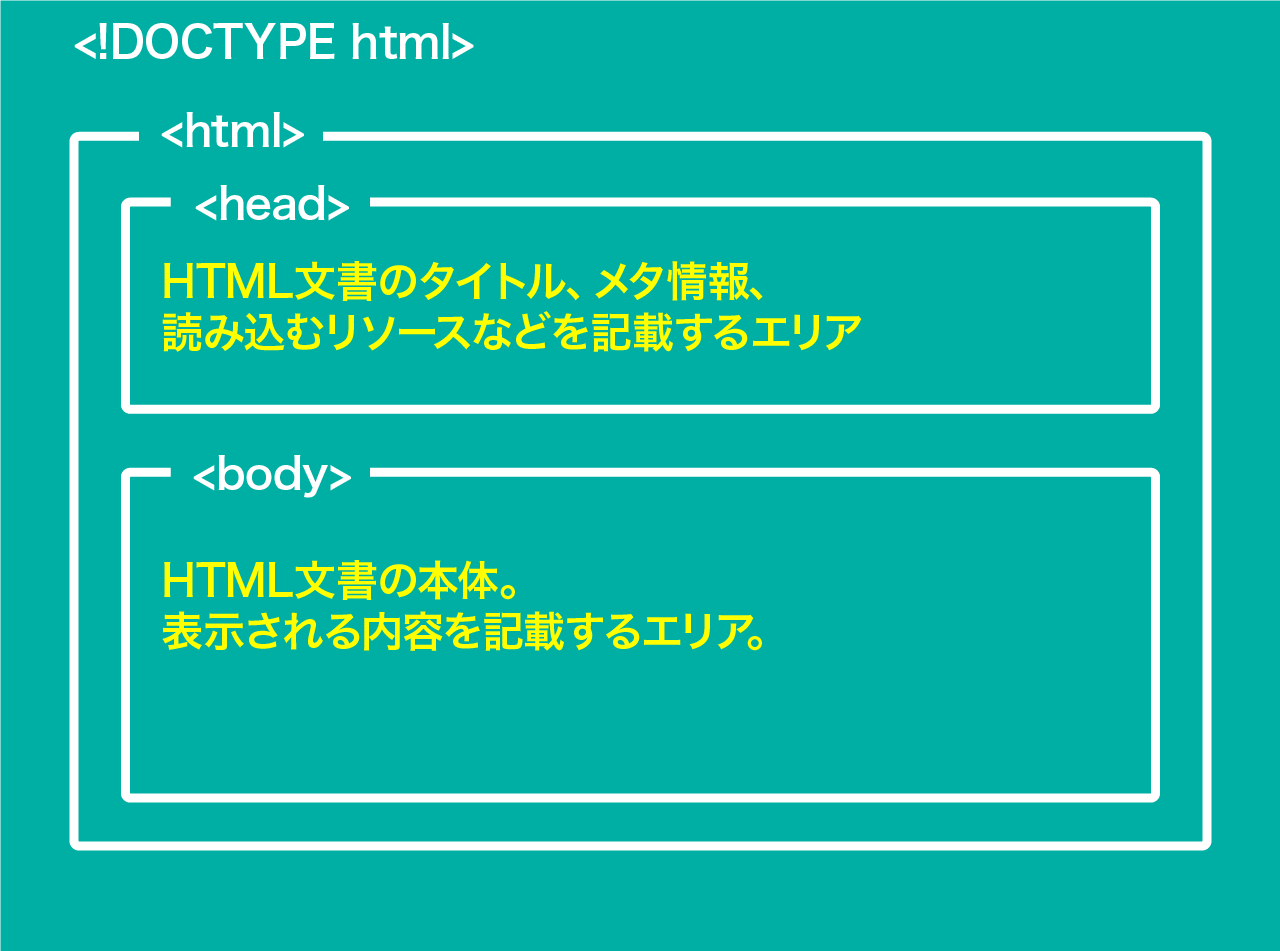 <!DOCTYPE html>
<html>
<head>
HTML文書のタイトル、メタ情報、
読み込むリソースなどを記載するエリア
<body>
HTML文書の本体。
表示される内容を記載するエリア。